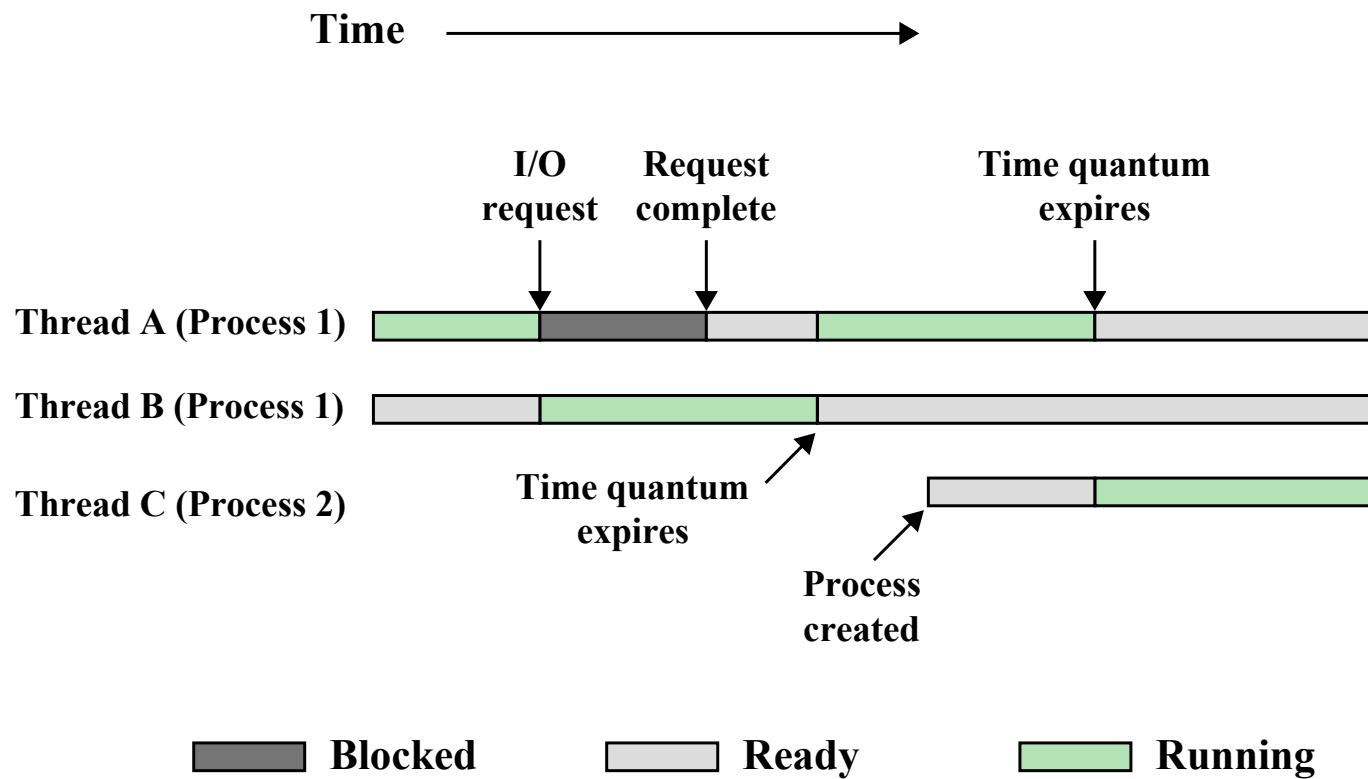 Time
I/O
request
Request
complete
Time quantum
expires
Thread A (Process 1)
Thread B (Process 1)
Thread C (Process 2)
Time quantum
expires
Process
created
Blocked
Ready
Running